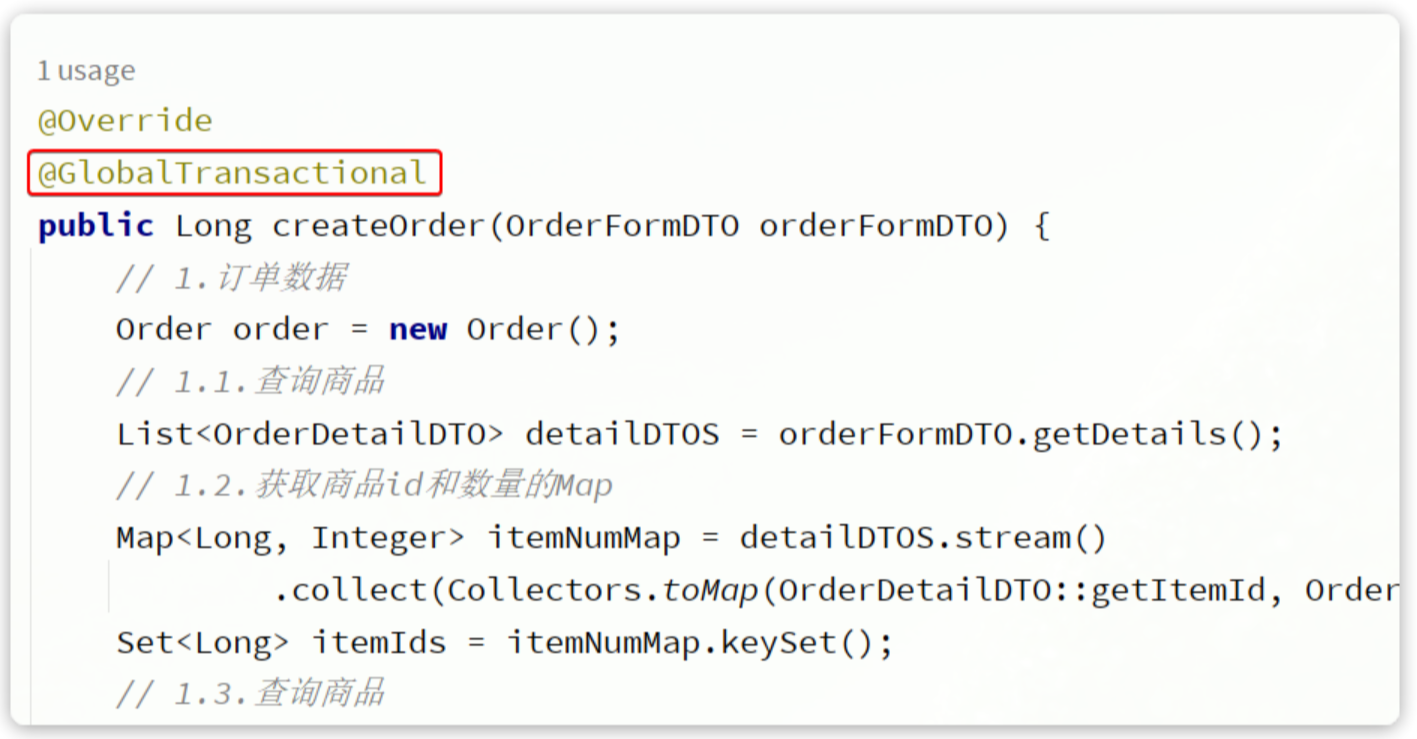 1 usage
@Override
@GlobalTransactional
public Long createOrder(OrderFormDTO orderFormDTO) {
// 1.订单数据
Order order = new Order();
// 1.1.查询商品
List<OrderDetailDTO> detailDTOS = orderFormDTO.getDetails();
// 1.2.获取商品id和数量的Map
Map<Long, Integer> itemNumMap = detailDTOS.stream()
.collect(Collectors.toMap(OrderDetailDTO::getItemId, Order
Set<Long> itemIds = itemNumMap.keySet();
// 1.3.查询商品